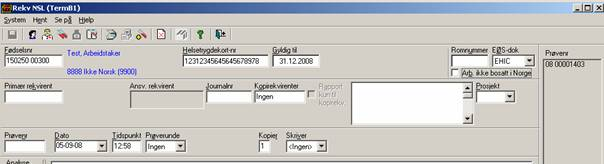 Rekv NSL (Term81)
System Hent Se på Hjelp
Fødselsnr
Helsetrygdekort-nr
Gyldig til
Romnummer
EØS-dok
Prøvenr
150250 00300
Test, Arbeidstaker
12312345645645678978
31.12.2008
EHIC
08 00001403
8888 Ikke Norsk (9900)
Arb. ikke bosatt i Norge
Primær rekvirent
Ansv. rekvirent
Journalnr
Kopirekvirenter
Rapport kun til kopirekv.
Prosjekt
Ingen
Prøvenr
Dato
Tidspunkt
Prøverunde
Kopier
Skriver
05-09-08
12:58
Ingen
1
<Ingen>
Analyse